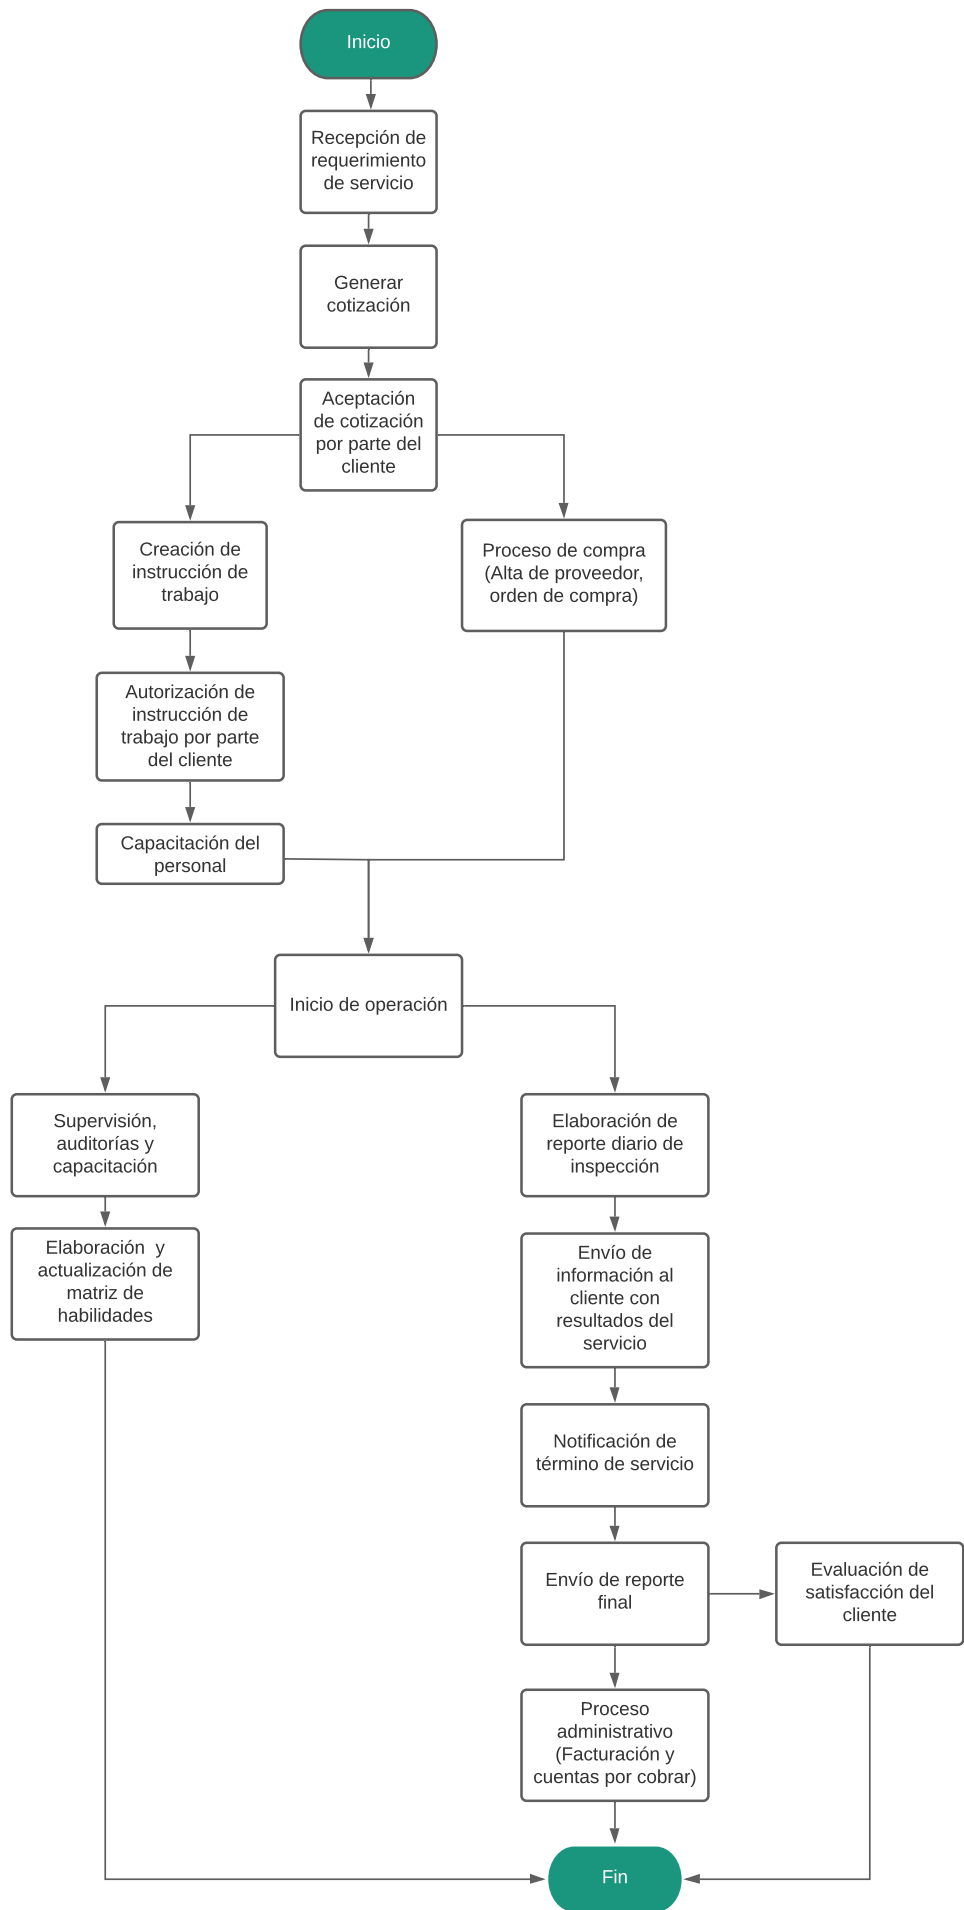 Inicio
Recepción de
requerimiento
de servicio
Generar
cotización
Aceptación
de cotización
por parte del
cliente
Creación de
instrucción de
trabajo
Proceso de compra
(Alta de proveedor,
orden de compra)
Autorización de
instrucción de
trabajo por parte
del cliente
Capacitación del
personal
Inicio de operación
Supervisión,
auditorías y
capacitación
Elaboración  y
actualización de
matriz de
habilidades
Elaboración de
reporte diario de
inspección
Envío de
información al
cliente con
resultados del
servicio
Notificación de
término de servicio
Envío de reporte
final
Evaluación de
satisfacción del
cliente
Proceso
administrativo
(Facturación y
cuentas por cobrar)
Fin